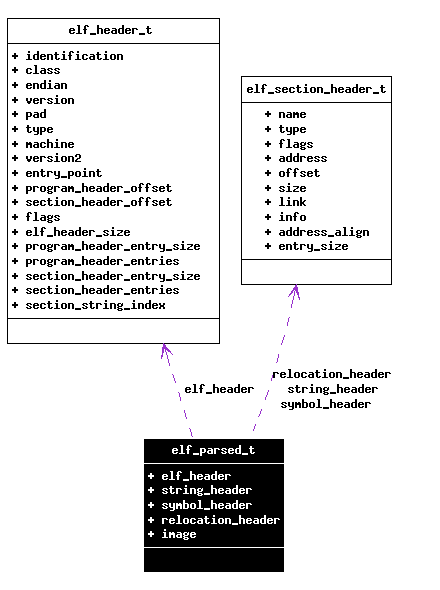 elf_header_t
+ identification
+ class
+ endian
+ version
+ pad
+ type
+ machine
+ version2
+ entry_point
+ program_header_offset
+ section_header_offset
+ flags
+ elf_header_size
+ program_header_entry_size
+ program_header_entries
+ section_header_entry_size
+ section_header_entries
+ section_string_index
elf_section_header_t
+ name
+ type
+ flags
+ address
+ offset
+ size
+ link
+ info
+ address_align
+ entry_size
elf_header
relocation_header
string_header
symbol_header
elf_parsed_t
+ elf_header
+ string_header
+ symbol_header
+ relocation_header
+ image